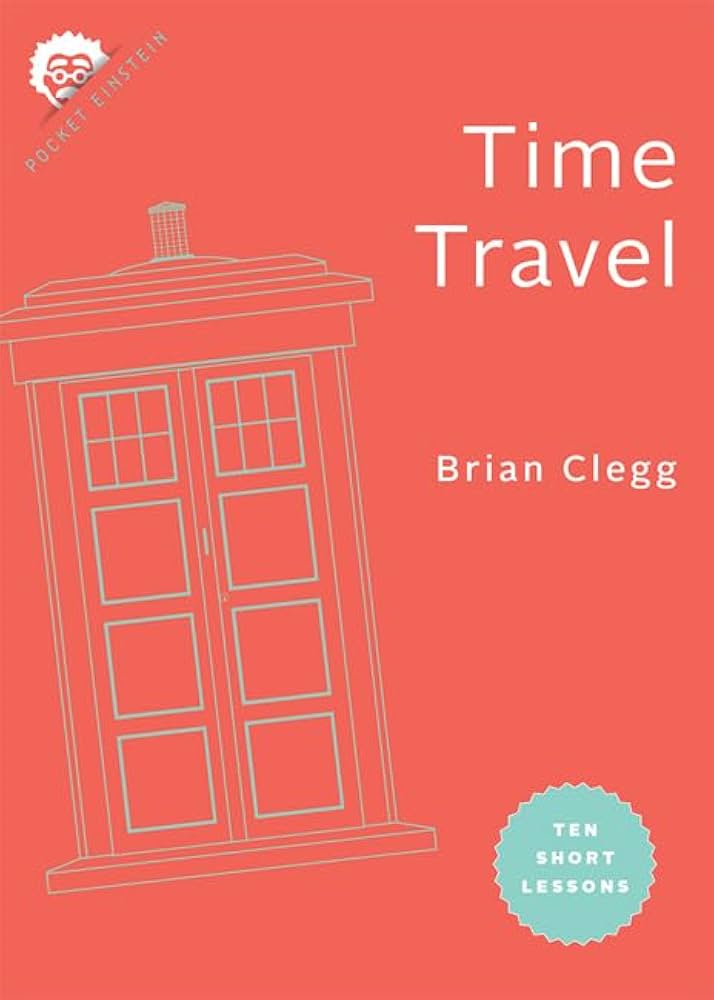 POCKET EINSTEIN
Time
Travel
Brian Clegg
TEN
SHORT
LESSONS